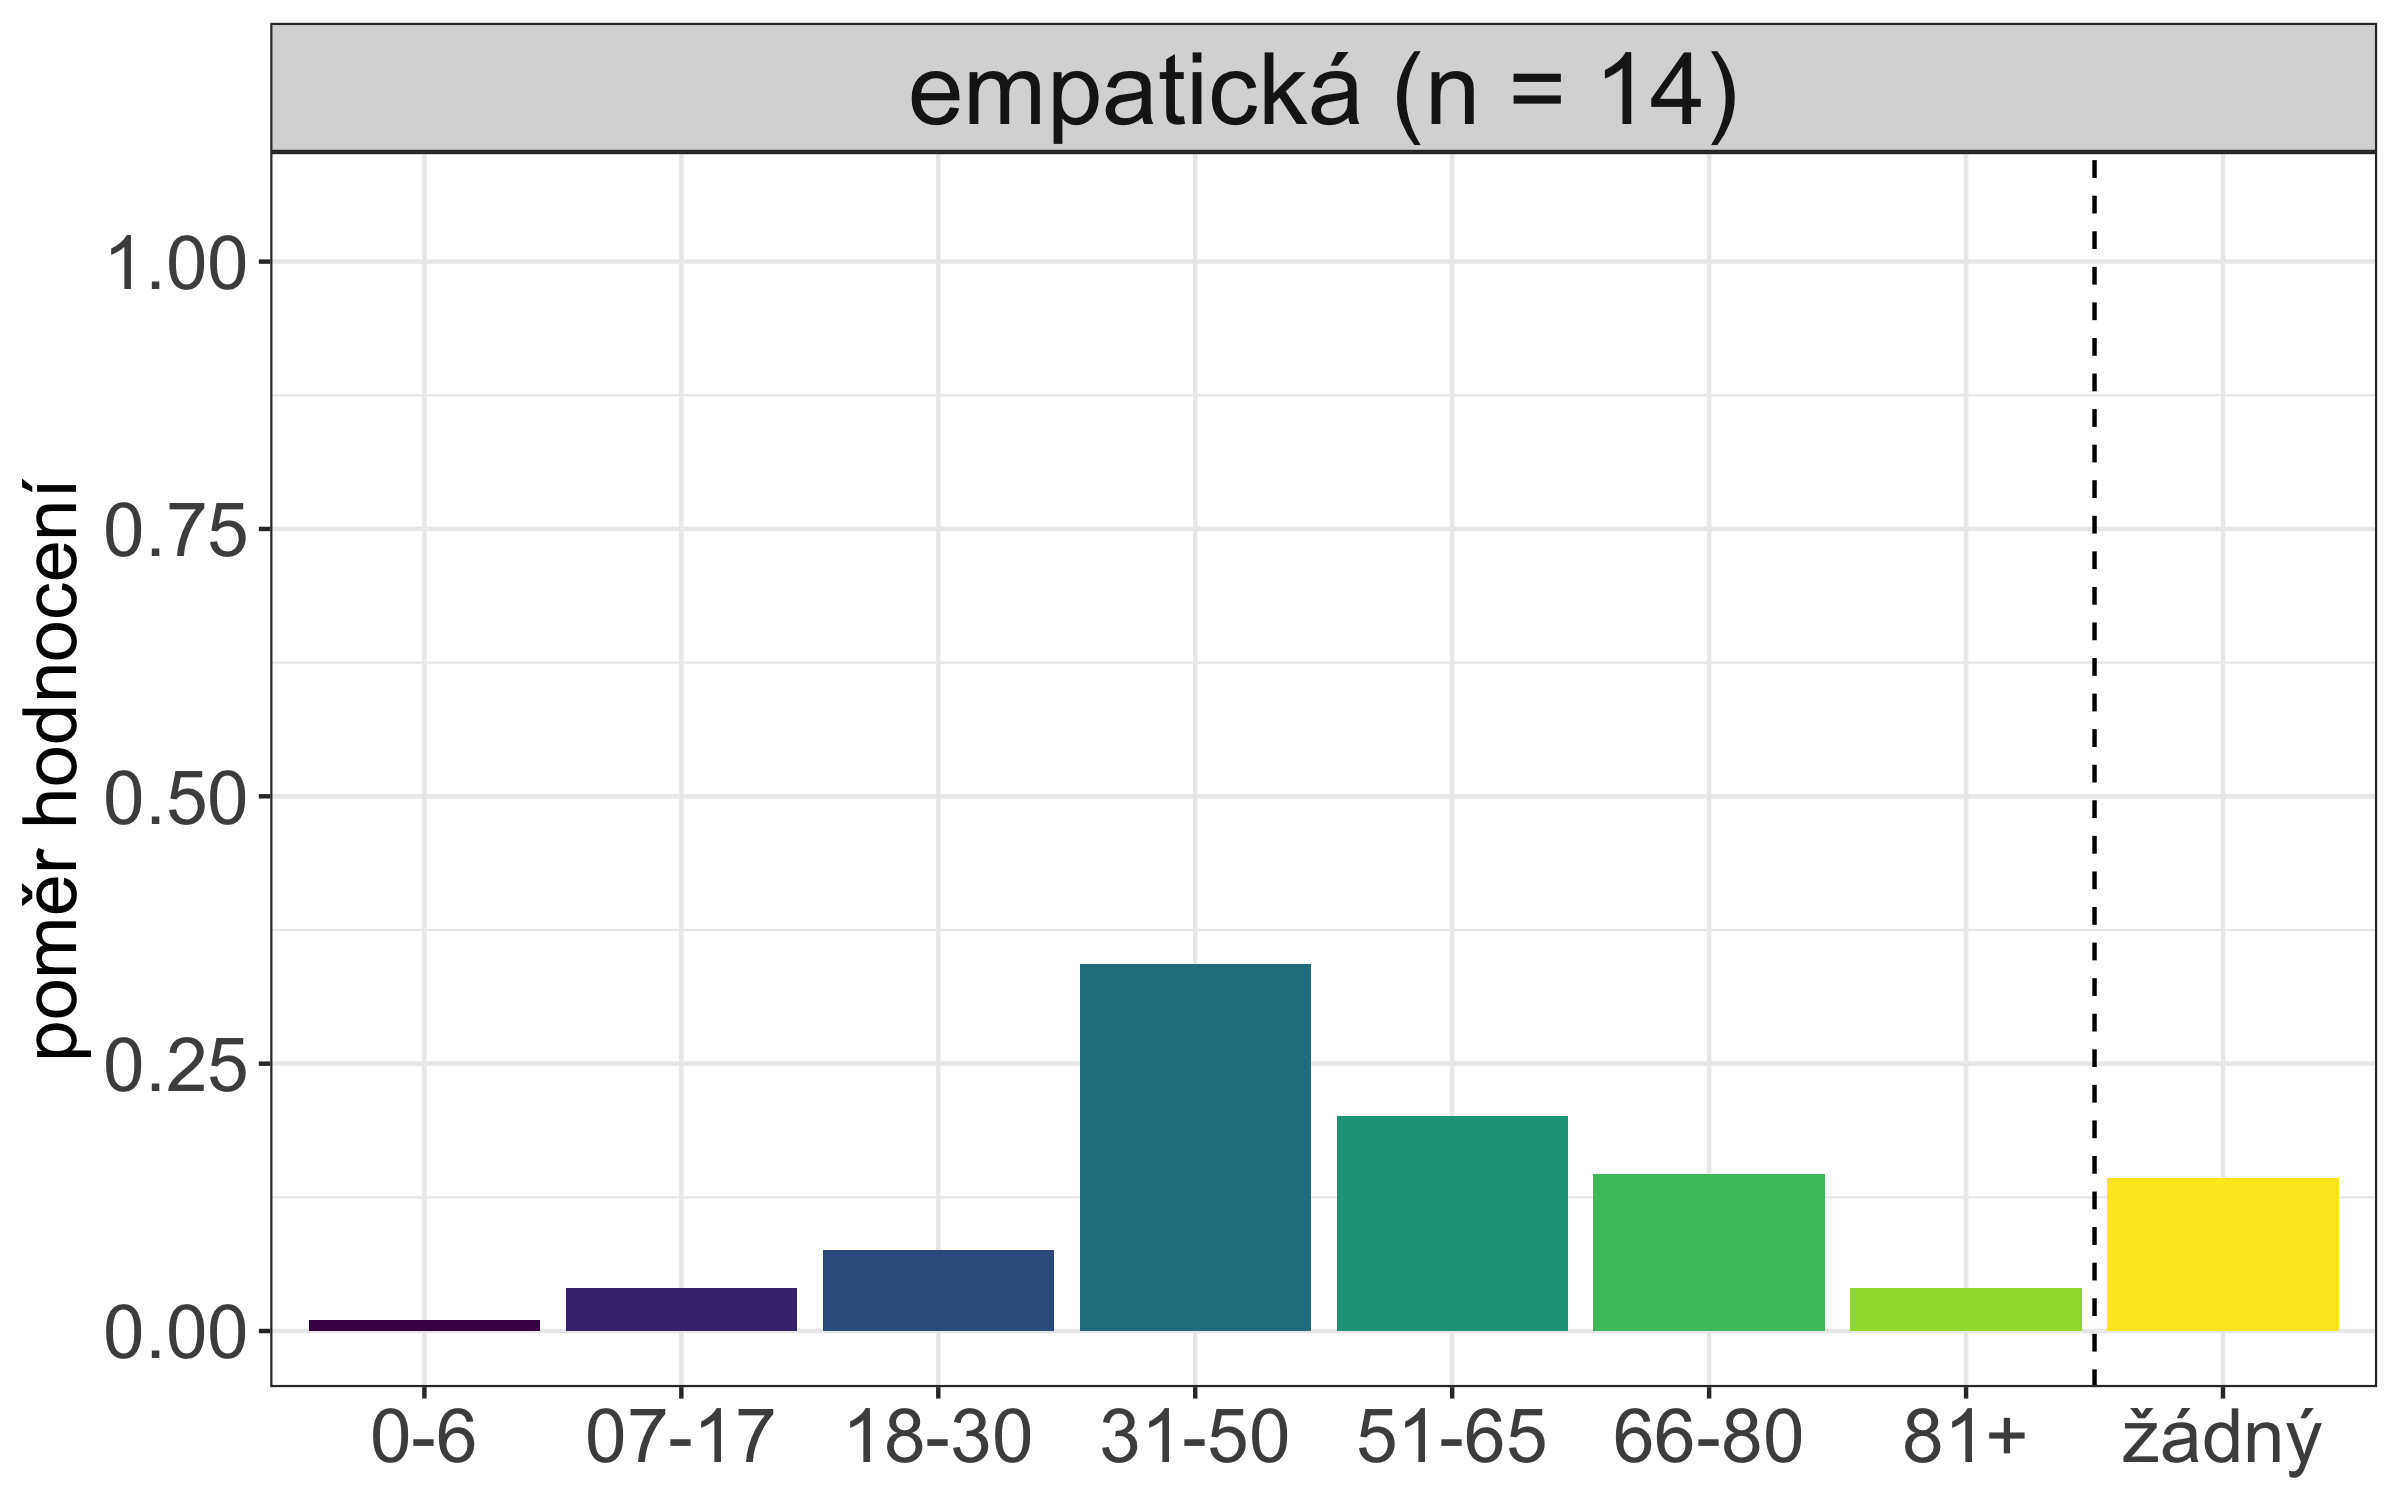 empatická (n = 14)
poměr hodnocení
1.00
0.75
0.50
0.25
0.00
0-6 07-17 18-30 31-50 51-65 66-80 81+ žádný